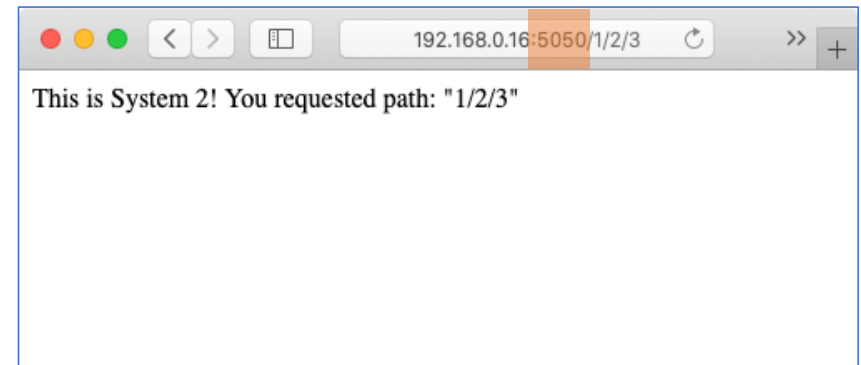 192.168.0.16:5050/1/2/3
This is System 2! You requested path: "1/2/3"